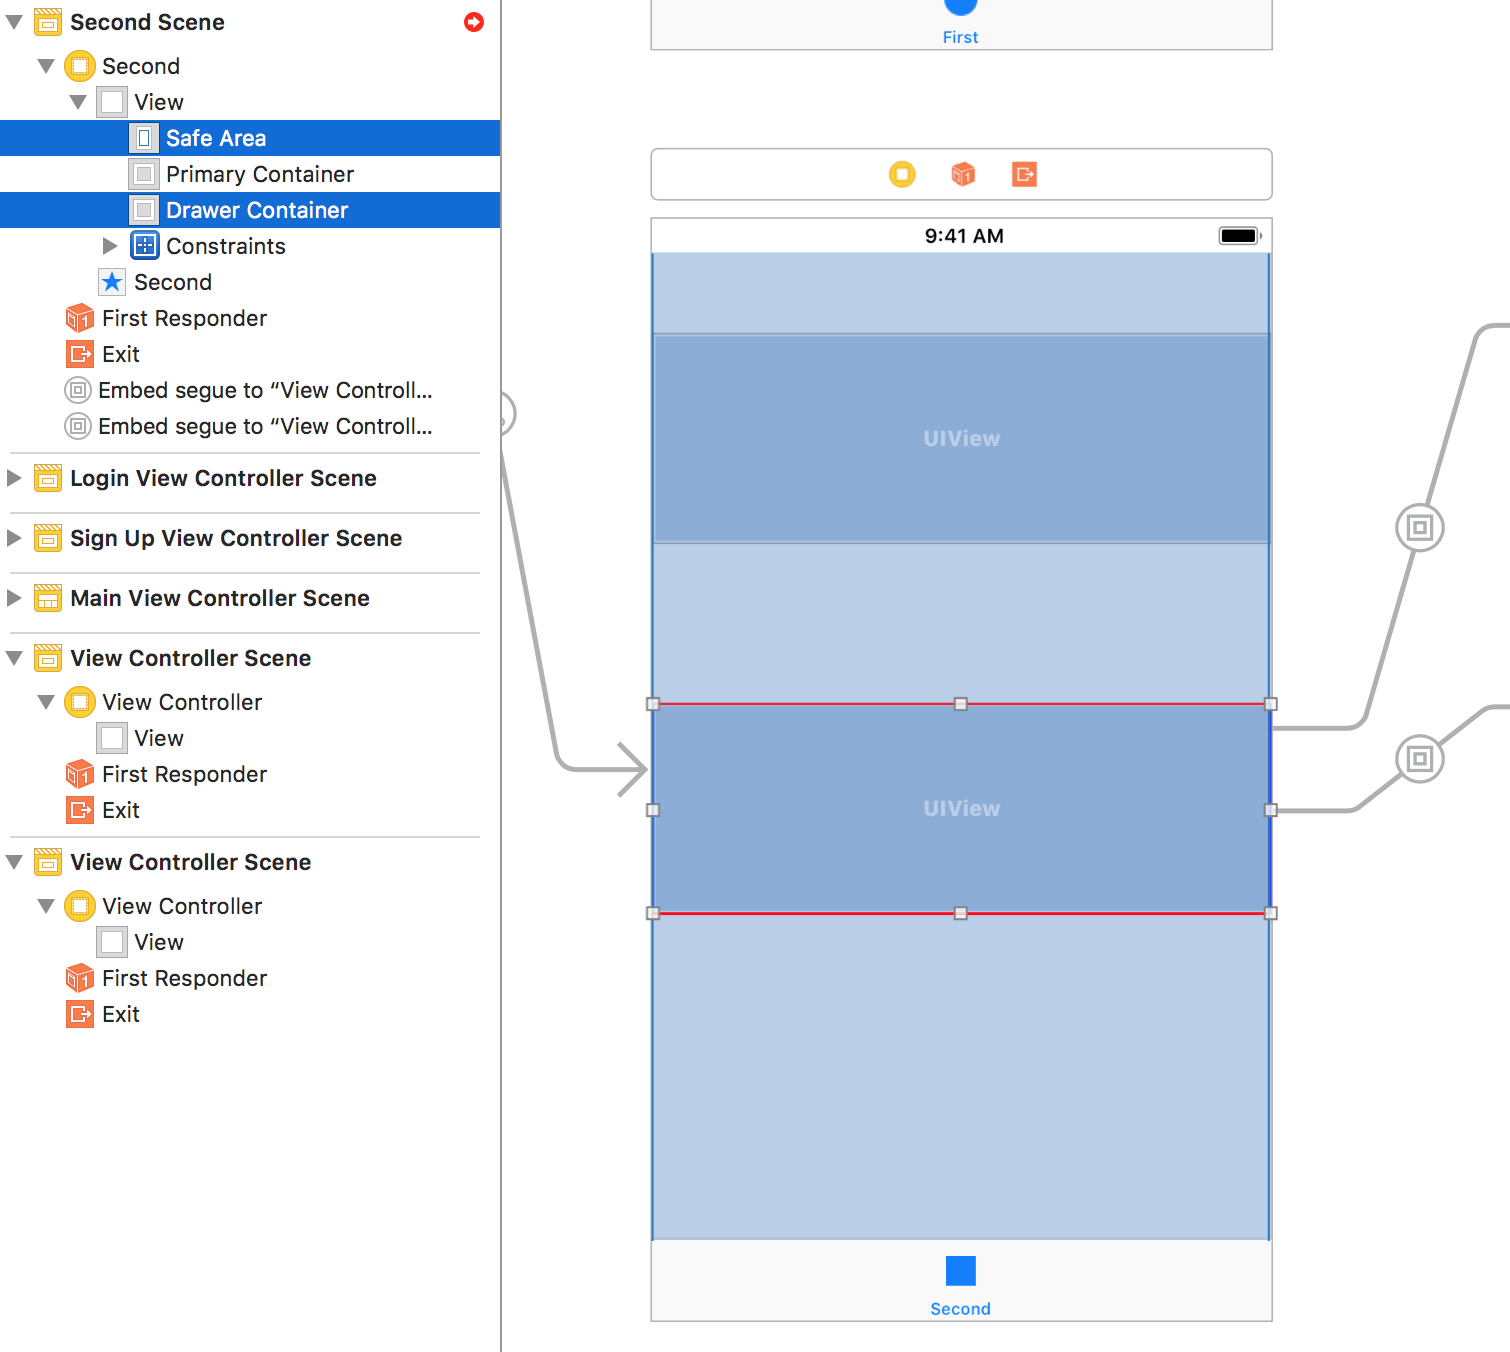 Second Scene
Second
View
Safe Area
Primary Container
Drawer Container
Constraints
Second
First Responder
Exit
Embed segue to “View Controll...
Embed segue to “View Controll...
Login View Controller Scene
Sign Up View Controller Scene
Main View Controller Scene
View Controller Scene
View Controller
View
First Responder
Exit
View Controller Scene
View Controller
View
First Responder
Exit
First
9:41 AM
UIView
UIView
Second